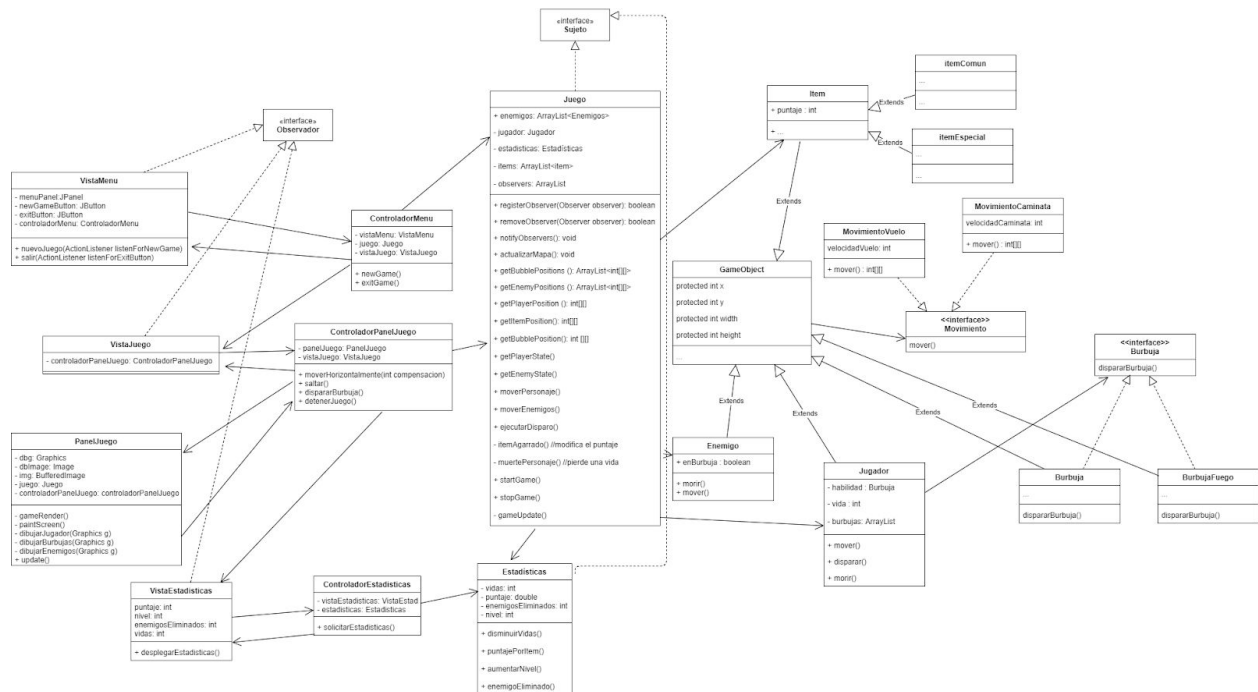 «interface»
Sujeto
«interface»
Observador
VistaMenu
- menuPanel:JPanel
- newGameButton: JButton
- exitButton: JButton
- controladorMenu: ControladorMenu
+ nuevoJuego(ActionListener listenForNewGame)
+ salir(ActionListener listenForExitButton)
ControladorMenu
- vistaMenu: VistaMenu
- juego: Juego
- vistaJuego: VistaJuego
+ newGame()
+ exitGame()
VistaJuego
- controladorPanelJuego: ControladorPanelJuego
ControladorPanelJuego
- panelJuego: PanelJuego
- vistaJuego: VistaJuego
+ moverHorizontalmente(int compensacion)
+ saltar()
+ dispararBurbuja()
+ detenerJuego()
PanelJuego
- dbg: Graphics
- dbImage: Image
- img: BufferedImage
- juego: Juego
- controladorPanelJuego: controladorPanelJuego
- gameRender()
- paintScreen()
- dibujarJugador(Graphics g)
- dibujarBurbujas(Graphics g)
- dibujarEnemigos(Graphics g)
+ update()
VistaEstadisticas
puntaje: int
nivel: int
enemigosEliminados: int
vidas: int
+ desplegarEstadisticas()
ControladorEstadisticas
- vistaEstadisticas: VistaEstad
- estadisticas: Estadisticas
+ solicitarEstadisticas()
Juego
+ enemigos: ArrayList<Enemigos>
- jugador: Jugador
- estadisticas: Estadísticas
- items: ArrayList<item>
- observers: ArrayList
+ registerObserver(Observer observer): boolean
+ removeObserver(Observer observer): boolean
+ notifyObservers(): void
+ actualizarMapa(): void
+ getBubblePositions (): ArrayList<int[][]>
+ getEnemyPositions (): ArrayList<int[][]>
+ getPlayerPosition (): int[][]
+ getItemPosition(): int[][]
+ getBubblePosition(): int [][]
+ getPlayerState()
+ getEnemyState()
+ moverPersonaje()
+ moverEnemigos()
+ ejecutarDisparo()
- itemAgarrado() //modifica el puntaje
- muertePersonaje() //pierde una vida
+ startGame()
+ stopGame()
- gameUpdate()
Estadísticas
- vidas: int
- puntaje: double
- enemigosEliminados: int
- nivel: int
+ disminuirVidas()
+ puntajePorItem()
+ aumentarNivel()
+ enemigoEliminado()
Item
+ puntaje : int
+ ...
itemComun
...
...
Extends
itemEspecial
...
...
Extends
Extends
GameObject
protected int x
protected int y
protected int width
protected int height
...
MovimientoVuelo
velocidadVuelo: int
+ mover() : int[][]
MovimientoCaminata
velocidadCaminata: int
+ mover() : int[][]
<<interface>>
Movimiento
mover()
<<interface>>
Burbuja
dispararBurbuja()
Extends
Extends
Extends
Extends
Enemigo
+ enBurbuja : boolean
+ morir()
+ mover()
Jugador
- habilidad : Burbuja
- vida : int
- burbujas: ArrayList
+ mover()
+ disparar()
+ morir()
Burbuja
...
dispararBurbuja()
BurbujaFuego
...
dispararBurbuja()